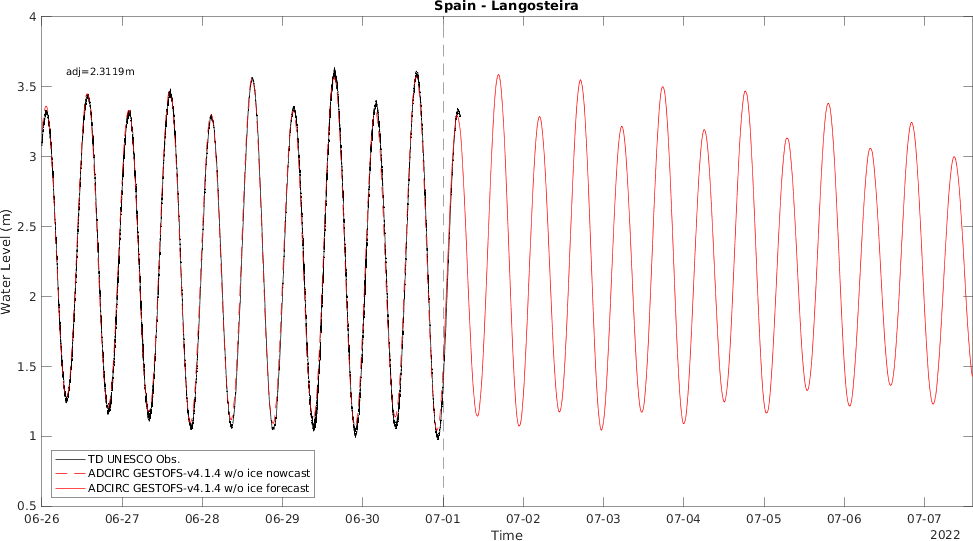 Spain - Langosteira
4
adj=2.3119m
3.5
3
2.5
2
1.5
1
0.5
Water Level (m)
TD UNESCO Obs.
ADCIRC GESTOFS-v4.1.4 w/o ice nowcast
ADCIRC GESTOFS-v4.1.4 w/o ice forecast
06-26 06-27 06-28 06-29 06-30 07-01 07-02 07-03 07-04 07-05 07-06 07-07
Time
2022